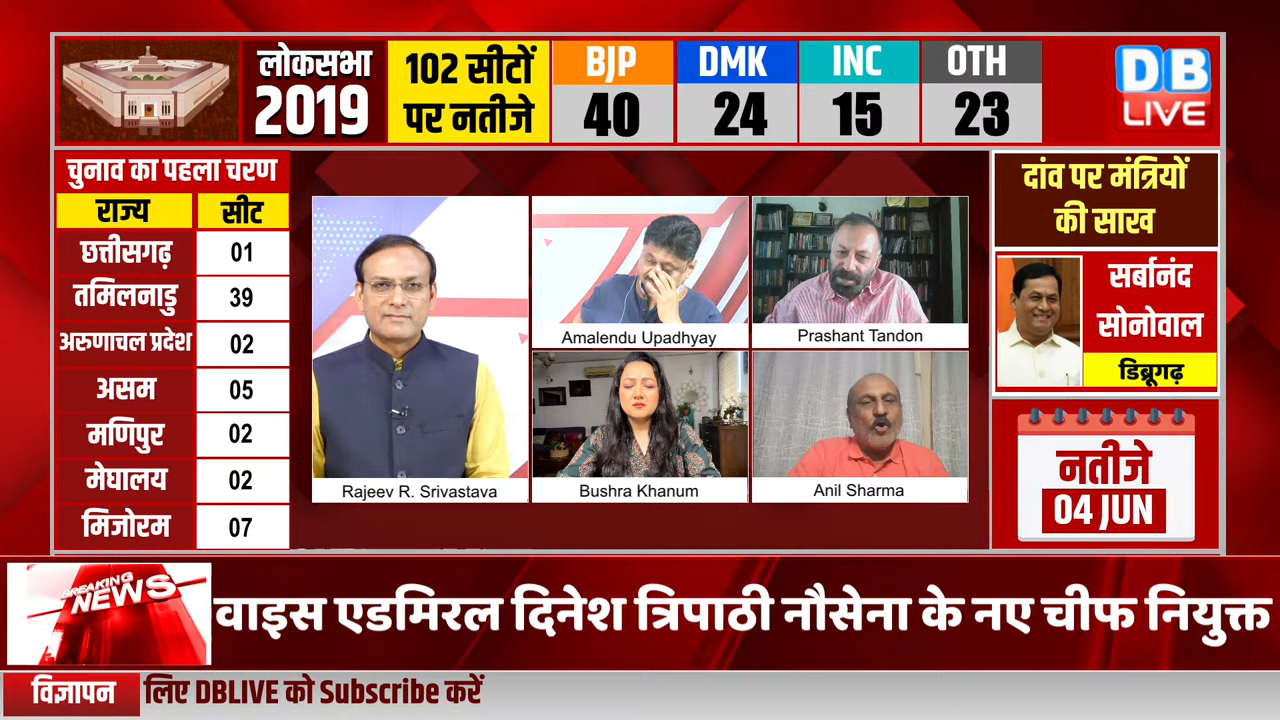 लोकसभा
2019
102 सीटों
पर नतीजे
BJP
40
DMK
24
INC
15
OTH
23
DB
LIVE
चुनाव का पहला चरण
राज्य सीट
छत्तीसगढ़ 01
तमिलनाडु 39
अरुणाचल प्रदेश 02
असम 05
मणिपुर 02
मेघालय 02
मिजोरम 07
Rajeev R. Srivastava
Amalendu Upadhyay
Prashant Tandon
Bushra Khanum
Anil Sharma
दांव पर मंत्रियों
की साख
सर्बानंद
सोनोवाल
डिब्रूगढ़
नतीजे
04 JUN
BREAKING
NEWS
वाइस एडमिरल दिनेश त्रिपाठी नौसेना के नए चीफ नियुक्त
विज्ञापन
लिए DBLIVE को Subscribe करें